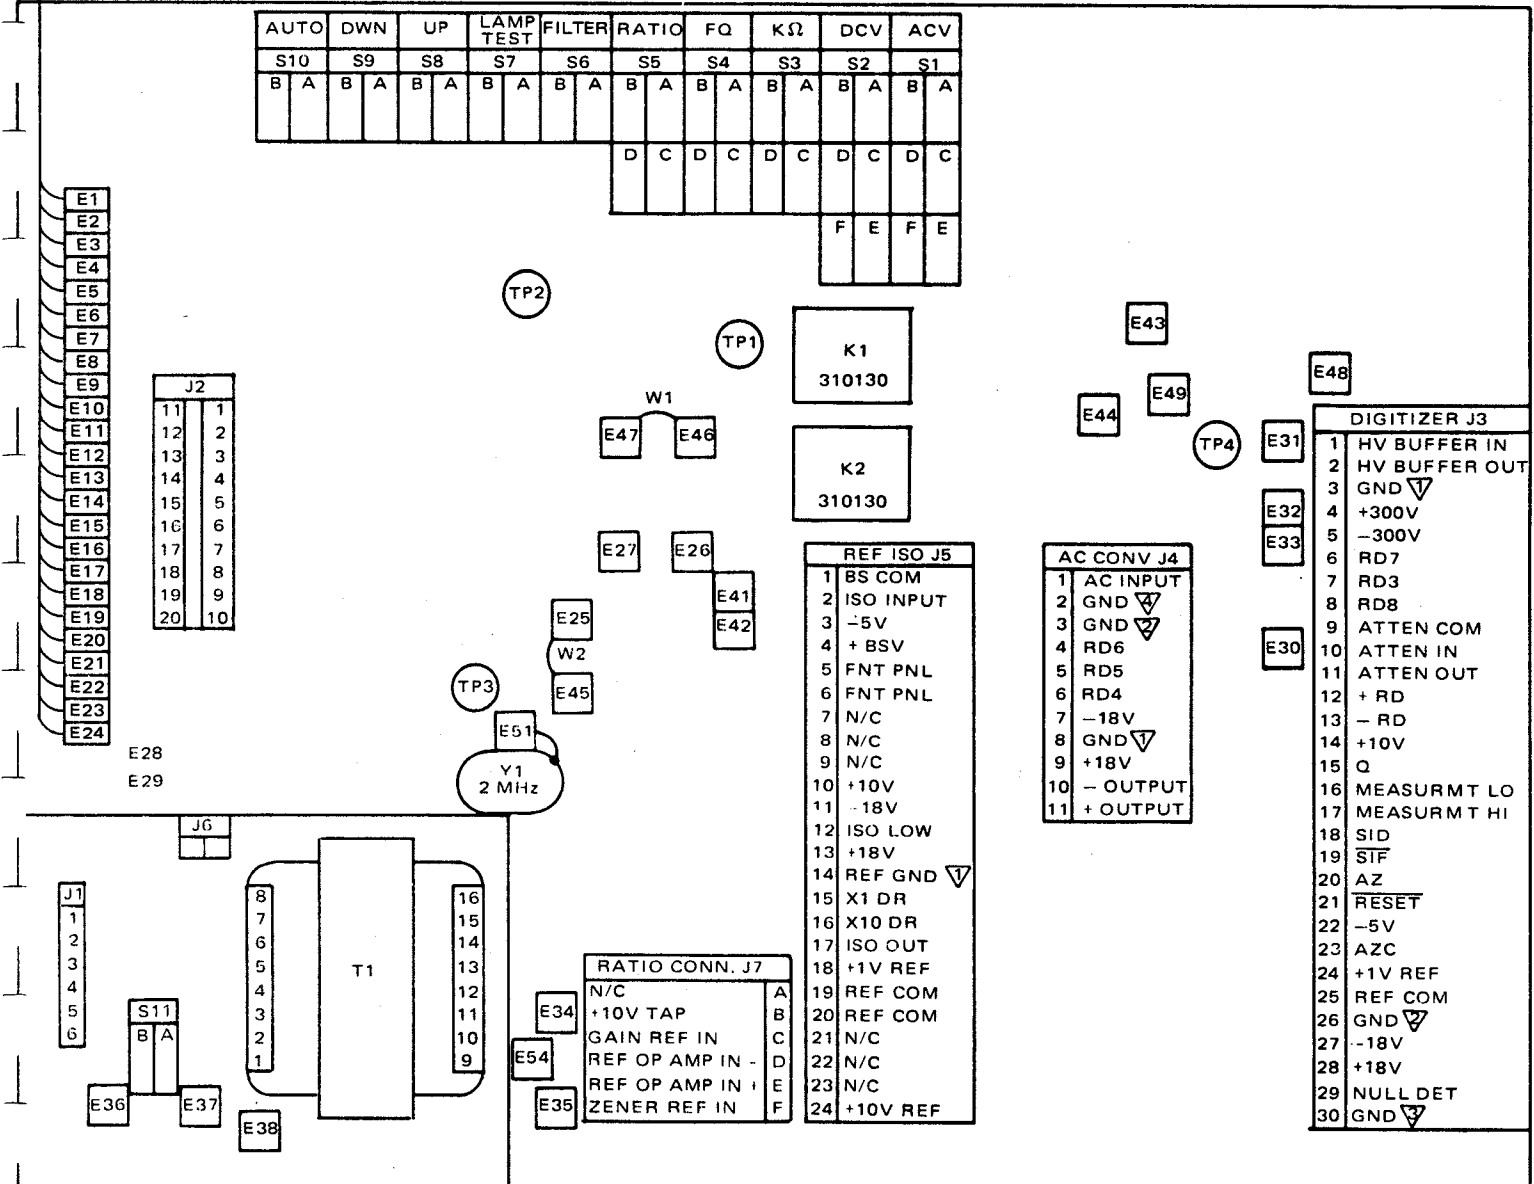 AUTO DWN UP LAMP TEST FILTER RATIO FQ KΩ DCV ACV
S10 S9 S8 S7 S6 S5 S4 S3 S2 S1
B A B A B A B A B A B A B A B A B A B A
D C D C D C D C D C
F E F E
E1
E2
E3
E4
E5
E6
E7
E8
E9
E10
E11
E12
E13
E14
E15
E16
E17
E18
E19
E20
E21
E22
E23
E24
E28
E29
J2
11 1
12 2
13 3
14 4
15 5
16 6
17 7
18 8
19 9
20 10
TP2
TP1
K1
310130
K2
310130
W1
E47 E46
E27 E26
E41
E42
E25
W2
E45
TP3
E51
Y1
2 MHz
E43
E49
E44
TP4
E48
E31
E32
E33
E30
REF ISO J5
1 BS COM
2 ISO INPUT
3 –5V
4 + BSV
5 FNT PNL
6 FNT PNL
7 N/C
8 N/C
9 N/C
10 +10V
11 -18V
12 ISO LOW
13 +18V
14 REF GND 1
15 X1 DR
16 X10 DR
17 ISO OUT
18 +1V REF
19 REF COM
20 REF COM
21 N/C
22 N/C
23 N/C
24 +10V REF
AC CONV J4
1 AC INPUT
2 GND 4
3 GND 2
4 RD6
5 RD5
6 RD4
7 –18V
8 GND 1
9 +18V
10 – OUTPUT
11 + OUTPUT
DIGITIZER J3
1 HV BUFFER IN
2 HV BUFFER OUT
3 GND 1
4 +300V
5 –300V
6 RD7
7 RD3
8 RD8
9 ATTEN COM
10 ATTEN IN
11 ATTEN OUT
12 + RD
13 – RD
14 +10V
15 Q
16 MEASURMT LO
17 MEASURMT HI
18 SID
19 SIF
20 AZ
21 RESET
22 –5V
23 AZC
24 +1V REF
25 REF COM
26 GND 2
27 -18V
28 +18V
29 NULL DET
30 GND 3
J6
J1
1
2
3
4
5
6
S11
B A
E36 E37
E38
8
7
6
5
4
3
2
1
T1
16
15
14
13
12
11
10
9
E34
E54
E35
RATIO CONN. J7
N/C A
+10V TAP B
GAIN REF IN C
REF OP AMP IN - D
REF OP AMP IN + E
ZENER REF IN F